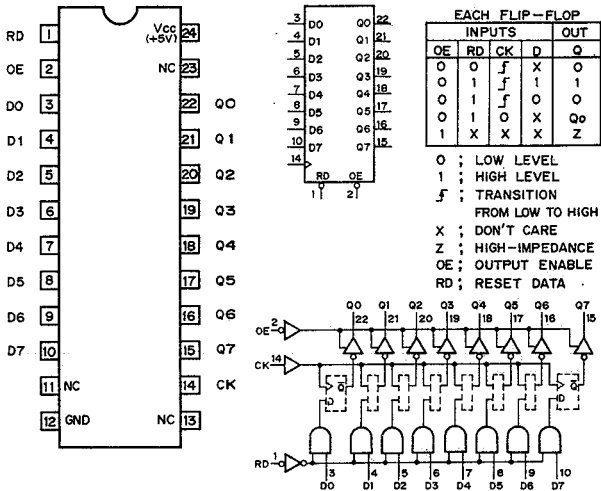 RD 1
Vcc 24
(+5V)
OE 2
NC 23
D0 3
22 Q0
D1 4
21 Q1
D2 5
20 Q2
D3 6
19 Q3
D4 7
18 Q4
D5 8
17 Q5
D6 9
16 Q6
D7 10
15 Q7
11 NC
14 CK
12 GND
NC 13
3 D0 Q0 22
4 D1 Q1 21
5 D2 Q2 20
6 D3 Q3 19
7 D4 Q4 18
8 D5 Q5 17
9 D6 Q6 16
10 D7 Q7 15
14
RD OE
1 2
EACH FLIP-FLOP
INPUTS OUT
OE RD CK D Q
0 0 X 0
0 1 1 1
0 1 0 0
0 1 0 X Qo
1 X X X Z
0 ; LOW LEVEL
1 ; HIGH LEVEL
; TRANSITION
FROM LOW TO HIGH
X ; DON'T CARE
Z ; HIGH-IMPEDANCE
OE ; OUTPUT ENABLE
RD ; RESET DATA
Q0 Q1 Q2 Q3 Q4 Q5 Q6 Q7
22 21 20 19 18 17 16 15
OE 2
CK 14
Q Q
D D
RD 1
3 4 5 6 7 8 9 10
D0 D1 D2 D3 D4 D5 D6 D7